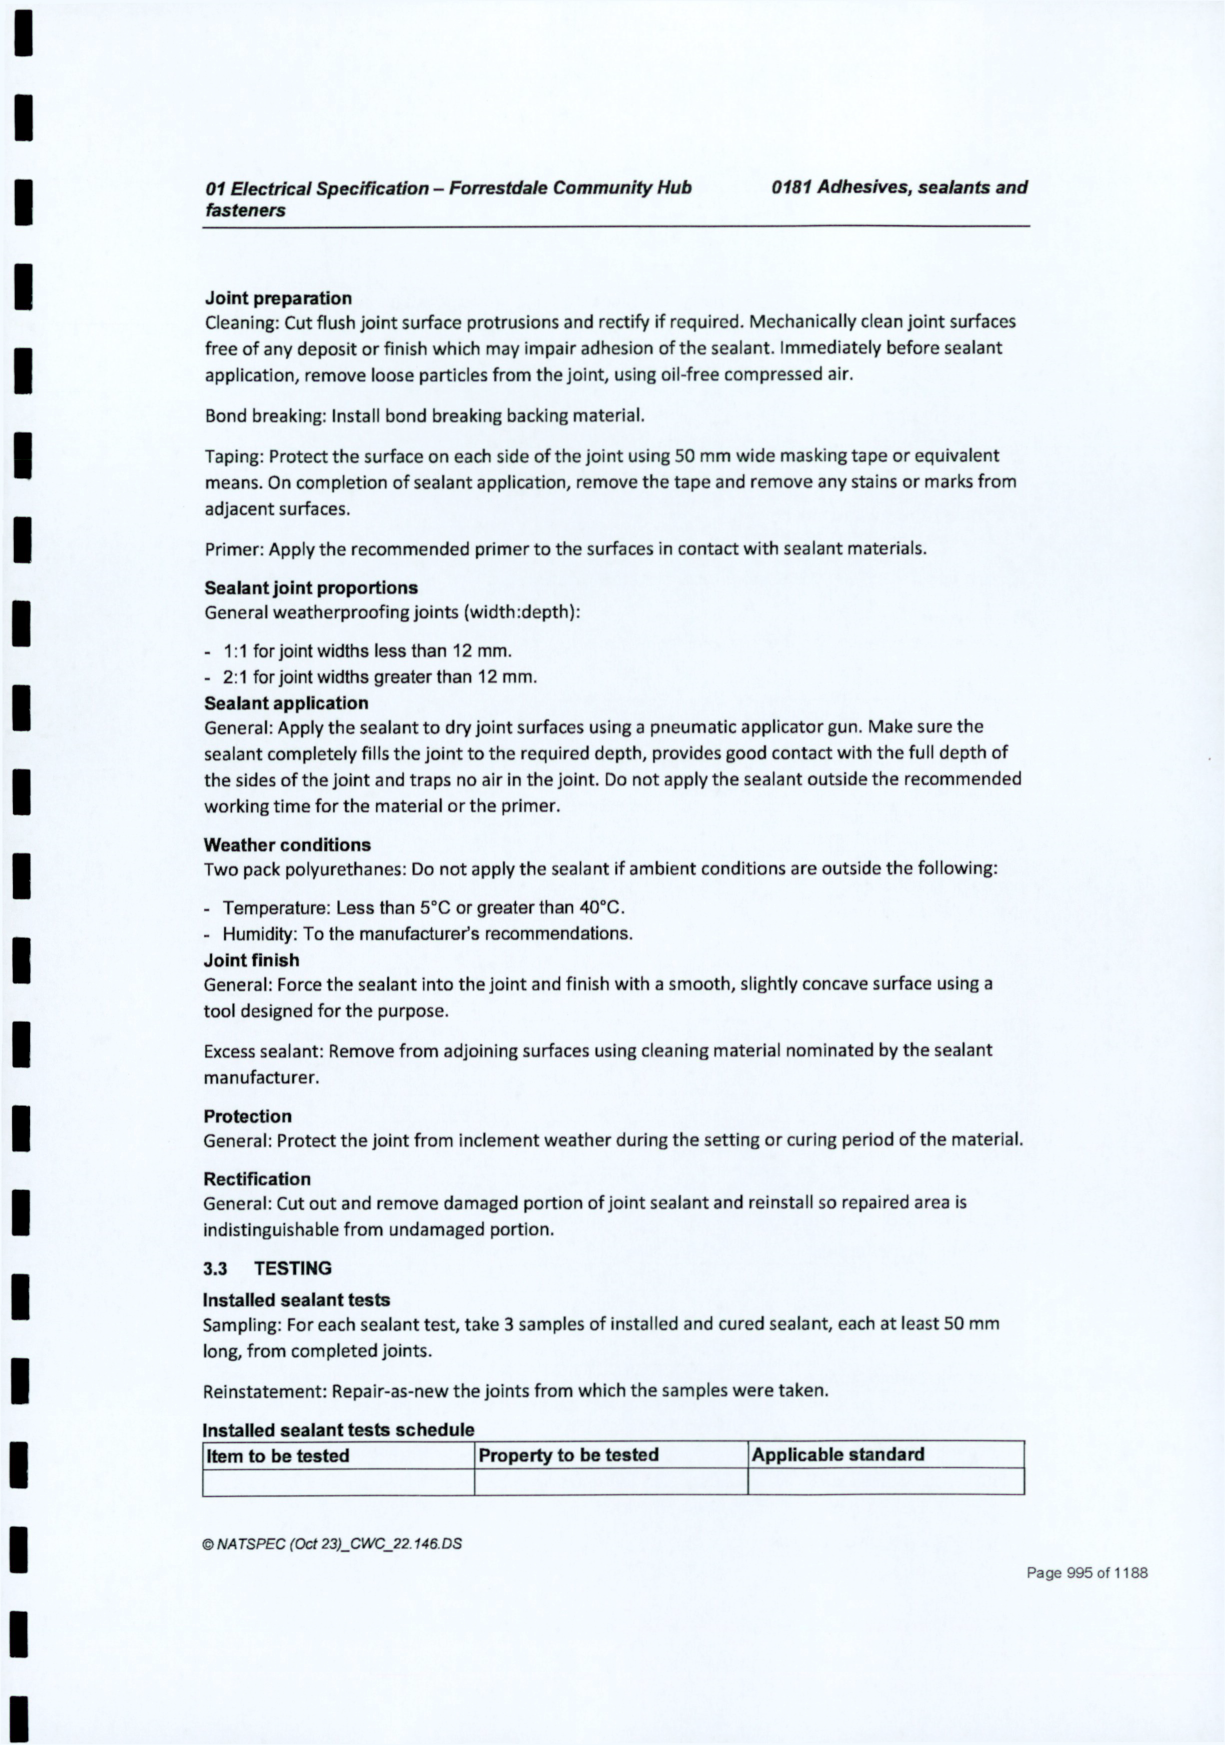 01 Electrical Specification – Forrestdale Community Hub 0181 Adhesives, sealants and
fasteners
Joint preparation
Cleaning: Cut flush joint surface protrusions and rectify if required. Mechanically clean joint surfaces
free of any deposit or finish which may impair adhesion of the sealant. Immediately before sealant
application, remove loose particles from the joint, using oil-free compressed air.
Bond breaking: Install bond breaking backing material.
Taping: Protect the surface on each side of the joint using 50 mm wide masking tape or equivalent
means. On completion of sealant application, remove the tape and remove any stains or marks from
adjacent surfaces.
Primer: Apply the recommended primer to the surfaces in contact with sealant materials.
Sealant joint proportions
General weatherproofing joints (width:depth):
- 1:1 for joint widths less than 12 mm.
- 2:1 for joint widths greater than 12 mm.
Sealant application
General: Apply the sealant to dry joint surfaces using a pneumatic applicator gun. Make sure the
sealant completely fills the joint to the required depth, provides good contact with the full depth of
the sides of the joint and traps no air in the joint. Do not apply the sealant outside the recommended
working time for the material or the primer.
Weather conditions
Two pack polyurethanes: Do not apply the sealant if ambient conditions are outside the following:
- Temperature: Less than 5°C or greater than 40°C.
- Humidity: To the manufacturer's recommendations.
Joint finish
General: Force the sealant into the joint and finish with a smooth, slightly concave surface using a
tool designed for the purpose.
Excess sealant: Remove from adjoining surfaces using cleaning material nominated by the sealant
manufacturer.
Protection
General: Protect the joint from inclement weather during the setting or curing period of the material.
Rectification
General: Cut out and remove damaged portion of joint sealant and reinstall so repaired area is
indistinguishable from undamaged portion.
3.3 TESTING
Installed sealant tests
Sampling: For each sealant test, take 3 samples of installed and cured sealant, each at least 50 mm
long, from completed joints.
Reinstatement: Repair-as-new the joints from which the samples were taken.
Installed sealant tests schedule
Item to be tested Property to be tested Applicable standard
© NATSPEC (Oct 23)_CWC_22.146.DS
Page 995 of 1188